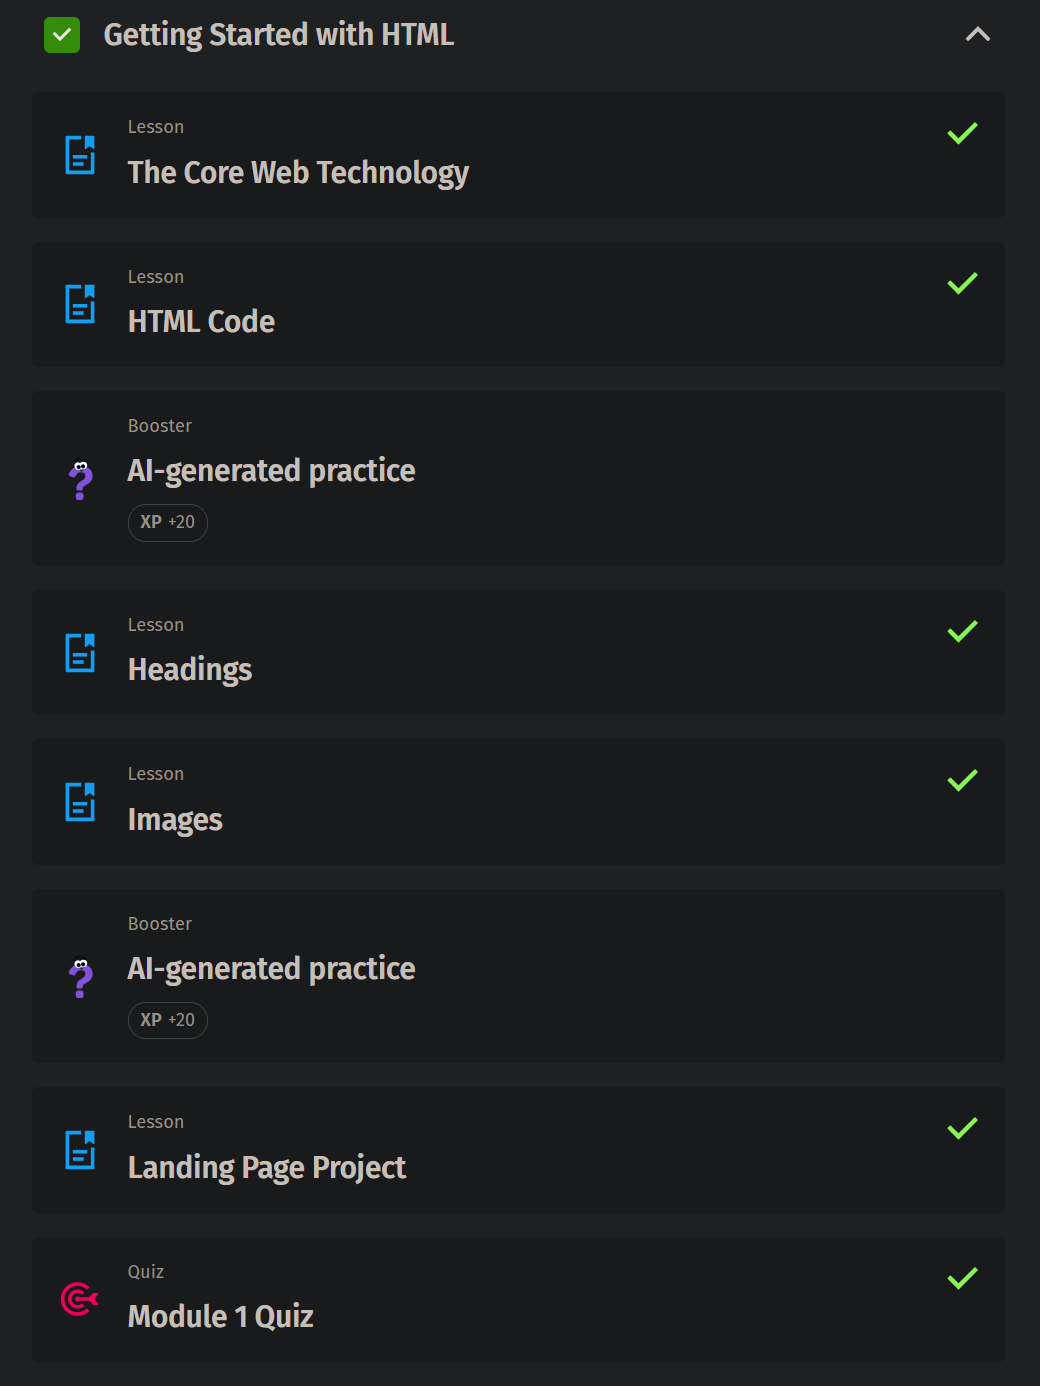 Getting Started with HTML
Lesson
The Core Web Technology
Lesson
HTML Code
Booster
AI-generated practice
XP +20
Lesson
Headings
Lesson
Images
Booster
AI-generated practice
XP +20
Lesson
Landing Page Project
Quiz
Module 1 Quiz